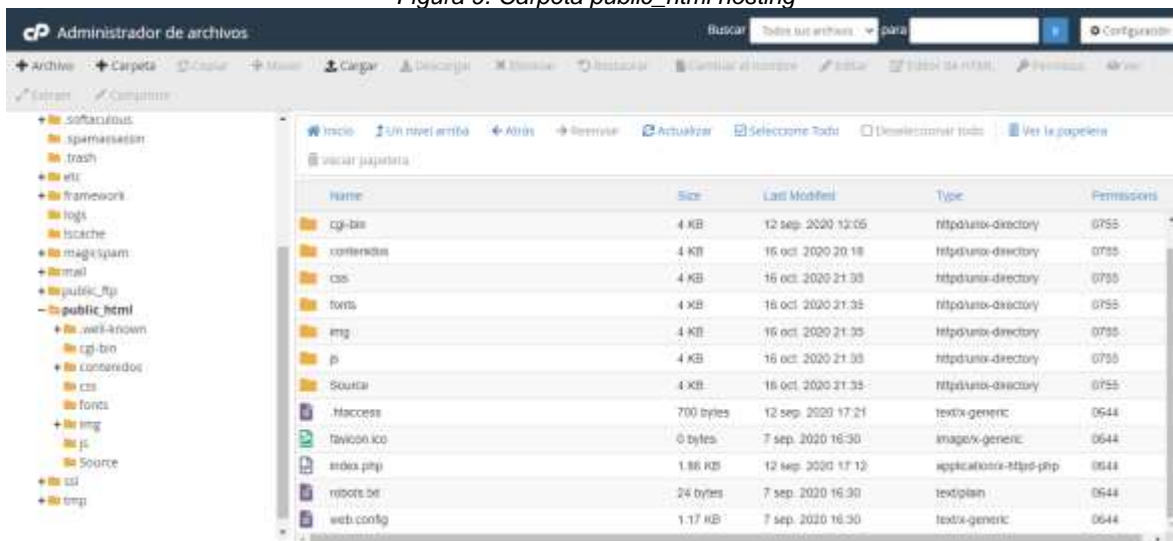 Figura 9. Carpeta public_html hosting
cP Administrador de archivos
Buscar Todos sus archivos para Configuración
Archivo Carpeta Copiar Mover Cargar Descargar Eliminar Restaurar Cambiar el nombre Editar Editor de HTML Permisos Ver
Extraer Comprimir
.softaculous
.spamassassin
.trash
etc
framework
logs
lscache
magicspam
mail
public_ftp
public_html
.well-known
cgi-bin
contenidos
css
fonts
img
js
Source
ssl
tmp
Inicio Un nivel arriba Atrás Reenviar Actualizar Seleccione Todo Deseleccionar todo Ver la papelera
Vaciar papelera
Name Size Last Modified Type Permissions
cgi-bin 4 KB 12 sep. 2020 12:05 httpd/unix-directory 0755
contenidos 4 KB 16 oct. 2020 20:18 httpd/unix-directory 0755
css 4 KB 16 oct. 2020 21:35 httpd/unix-directory 0755
fonts 4 KB 16 oct. 2020 21:35 httpd/unix-directory 0755
img 4 KB 16 oct. 2020 21:35 httpd/unix-directory 0755
js 4 KB 16 oct. 2020 21:35 httpd/unix-directory 0755
Source 4 KB 16 oct. 2020 21:35 httpd/unix-directory 0755
.htaccess 700 bytes 12 sep. 2020 17:21 text/x-generic 0644
favicon.ico 0 bytes 7 sep. 2020 16:30 image/x-generic 0644
index.php 1.86 KB 12 sep. 2020 17:12 application/x-httpd-php 0644
robots.txt 24 bytes 7 sep. 2020 16:30 text/plain 0644
web.config 1.17 KB 7 sep. 2020 16:30 text/x-generic 0644